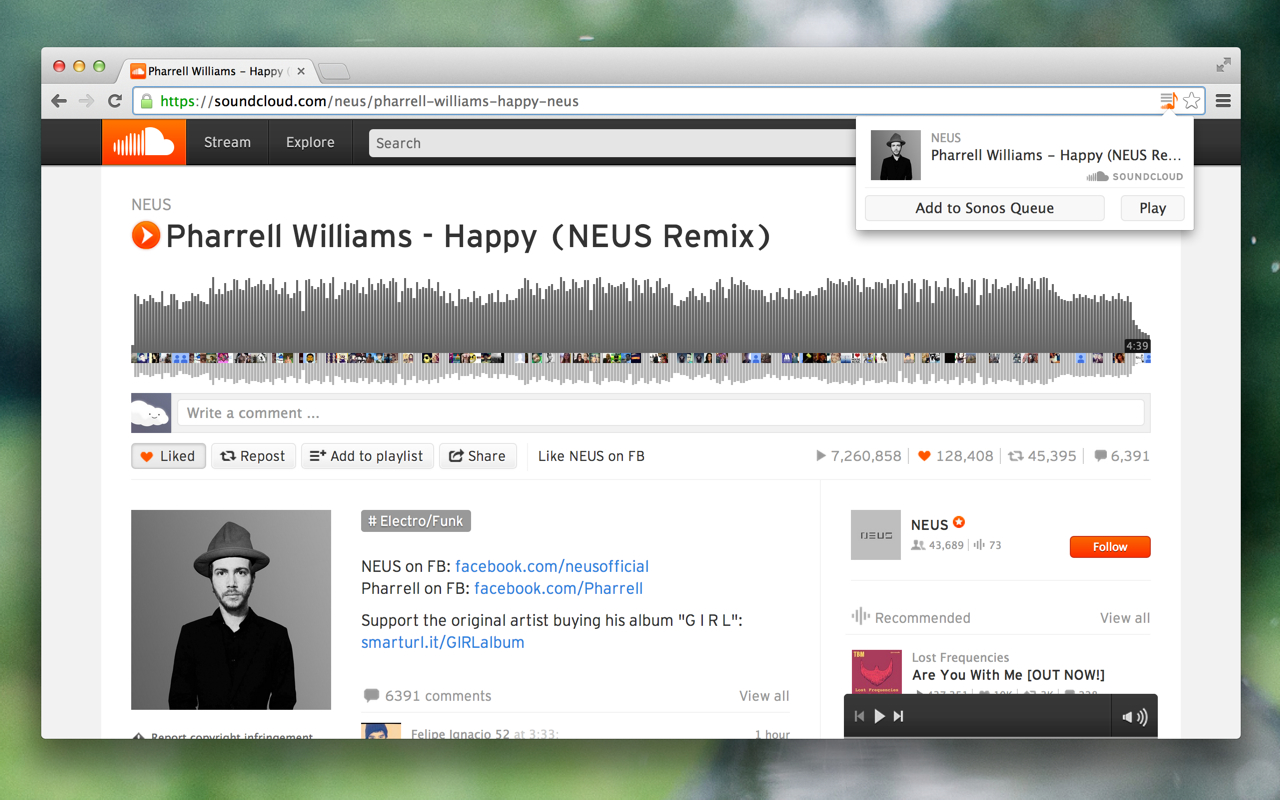 Pharrell Williams – Happy (
https://soundcloud.com/neus/pharrell-williams-happy-neus
Stream
Explore
Search
NEUS
Pharrell Williams – Happy (NEUS Re...
SOUNDCLOUD
Add to Sonos Queue
Play
NEUS
Pharrell Williams - Happy (NEUS Remix)
4:39
Write a comment ...
Liked
Repost
Add to playlist
Share
Like NEUS on FB
7,260,858
128,408
45,395
6,391
# Electro/Funk
NEUS on FB: facebook.com/neusofficial
Pharrell on FB: facebook.com/Pharrell
Support the original artist buying his album "G I R L":
smarturl.it/GIRLalbum
6391 comments
View all
Felipe Ignacio 52 at 3:33:
1 hour
Report copyright infringement
NEUS
NEUS
43,689
73
Follow
Recommended
View all
TBM
Lost Frequencies
Lost Frequencies
Are You With Me [OUT NOW!]